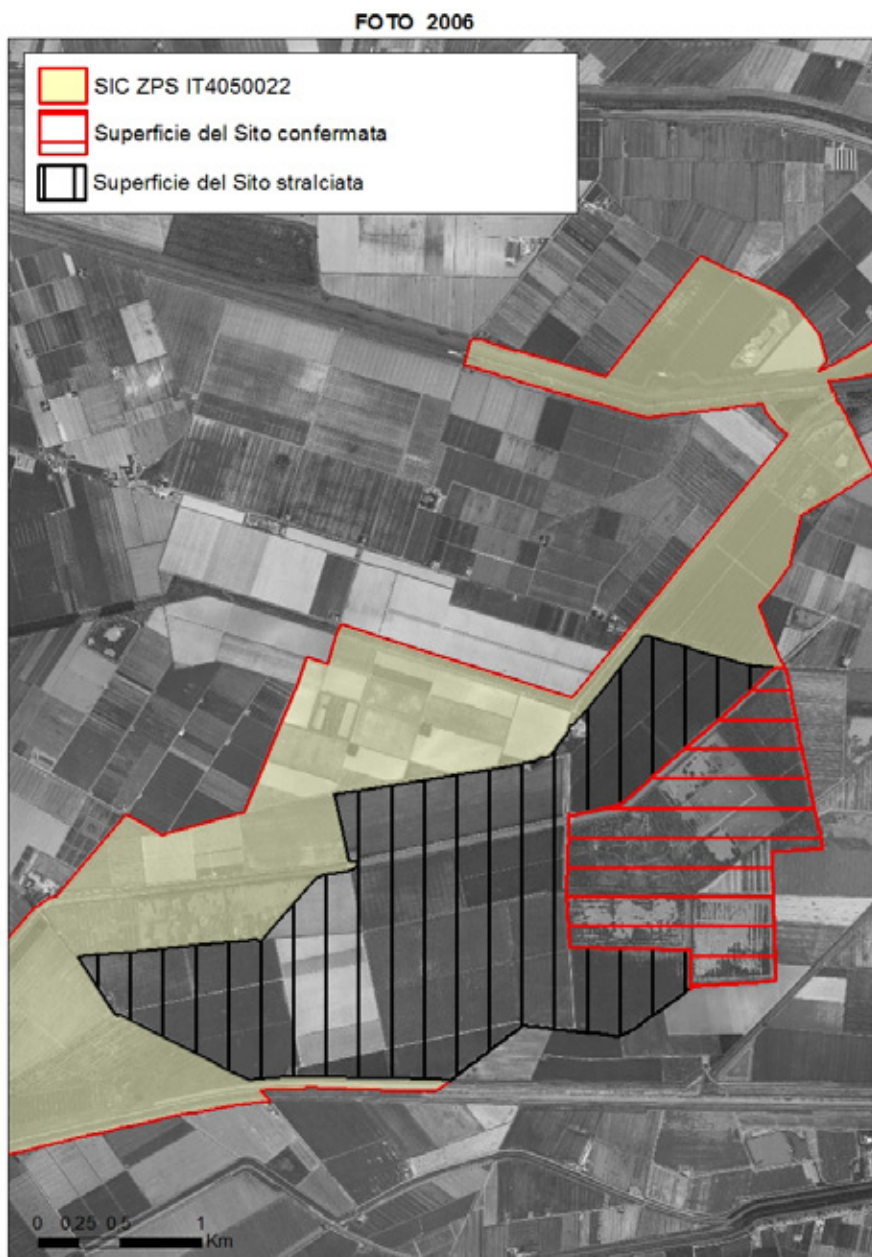 FOTO 2006
SIC ZPS IT4050022
Superficie del Sito confermata
Superficie del Sito stralciata
0 0,25 0,5 1
Km